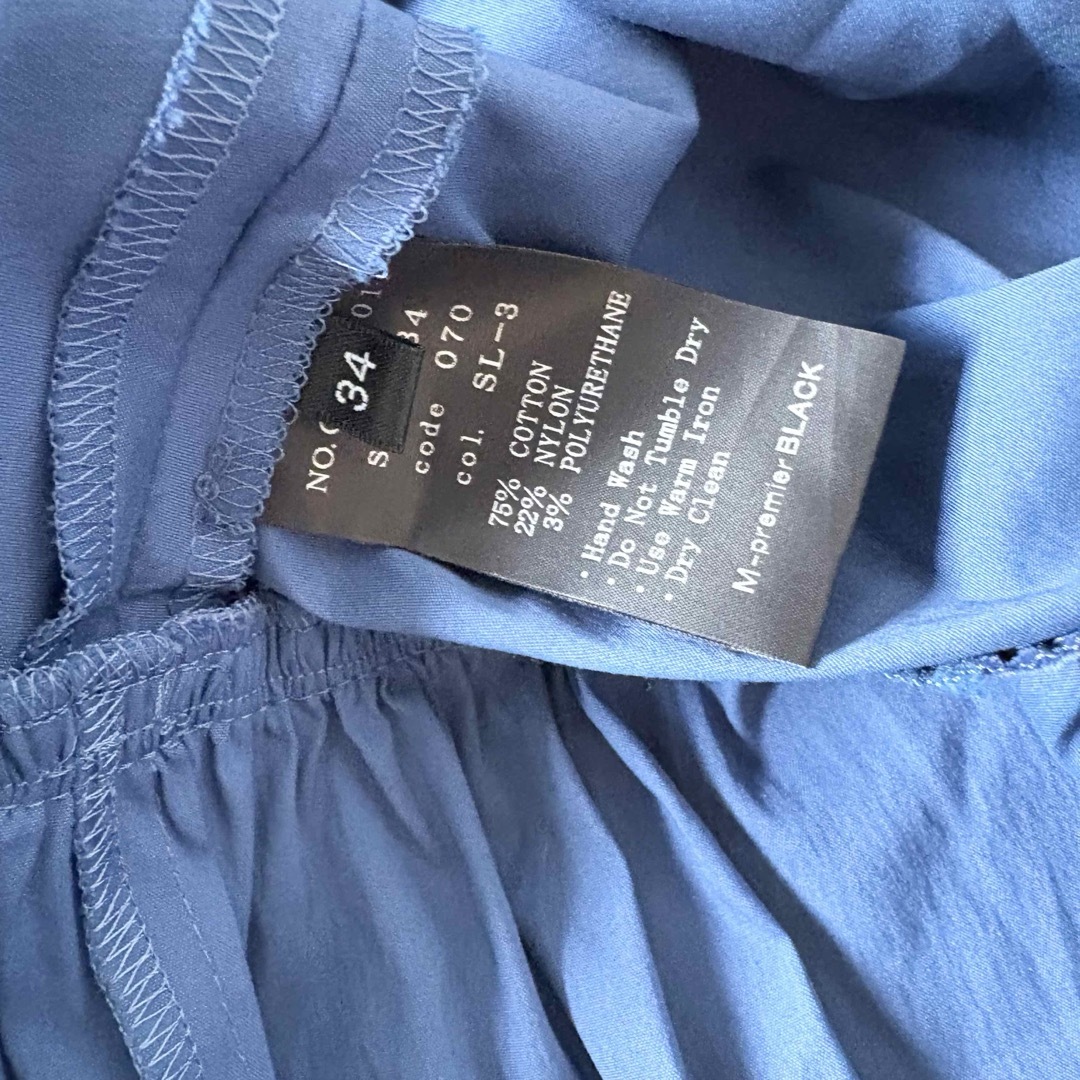 34
NO.
34
code 070
col. SL-3
75% COTTON
22% NYLON
3% POLYURETHANE
· Hand Wash
· Do Not Tumble Dry
· Use Warm Iron
· Dry Clean
M-premier BLACK